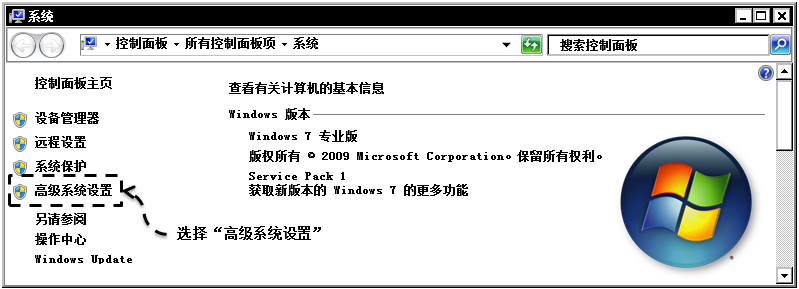 系统
控制面板 所有控制面板项 系统
搜索控制面板
控制面板主页
设备管理器
远程设置
系统保护
高级系统设置
另请参阅
操作中心
Windows Update
查看有关计算机的基本信息
Windows 版本
Windows 7 专业版
版权所有 © 2009 Microsoft Corporation。保留所有权利。
Service Pack 1
获取新版本的 Windows 7 的更多功能
选择“高级系统设置”